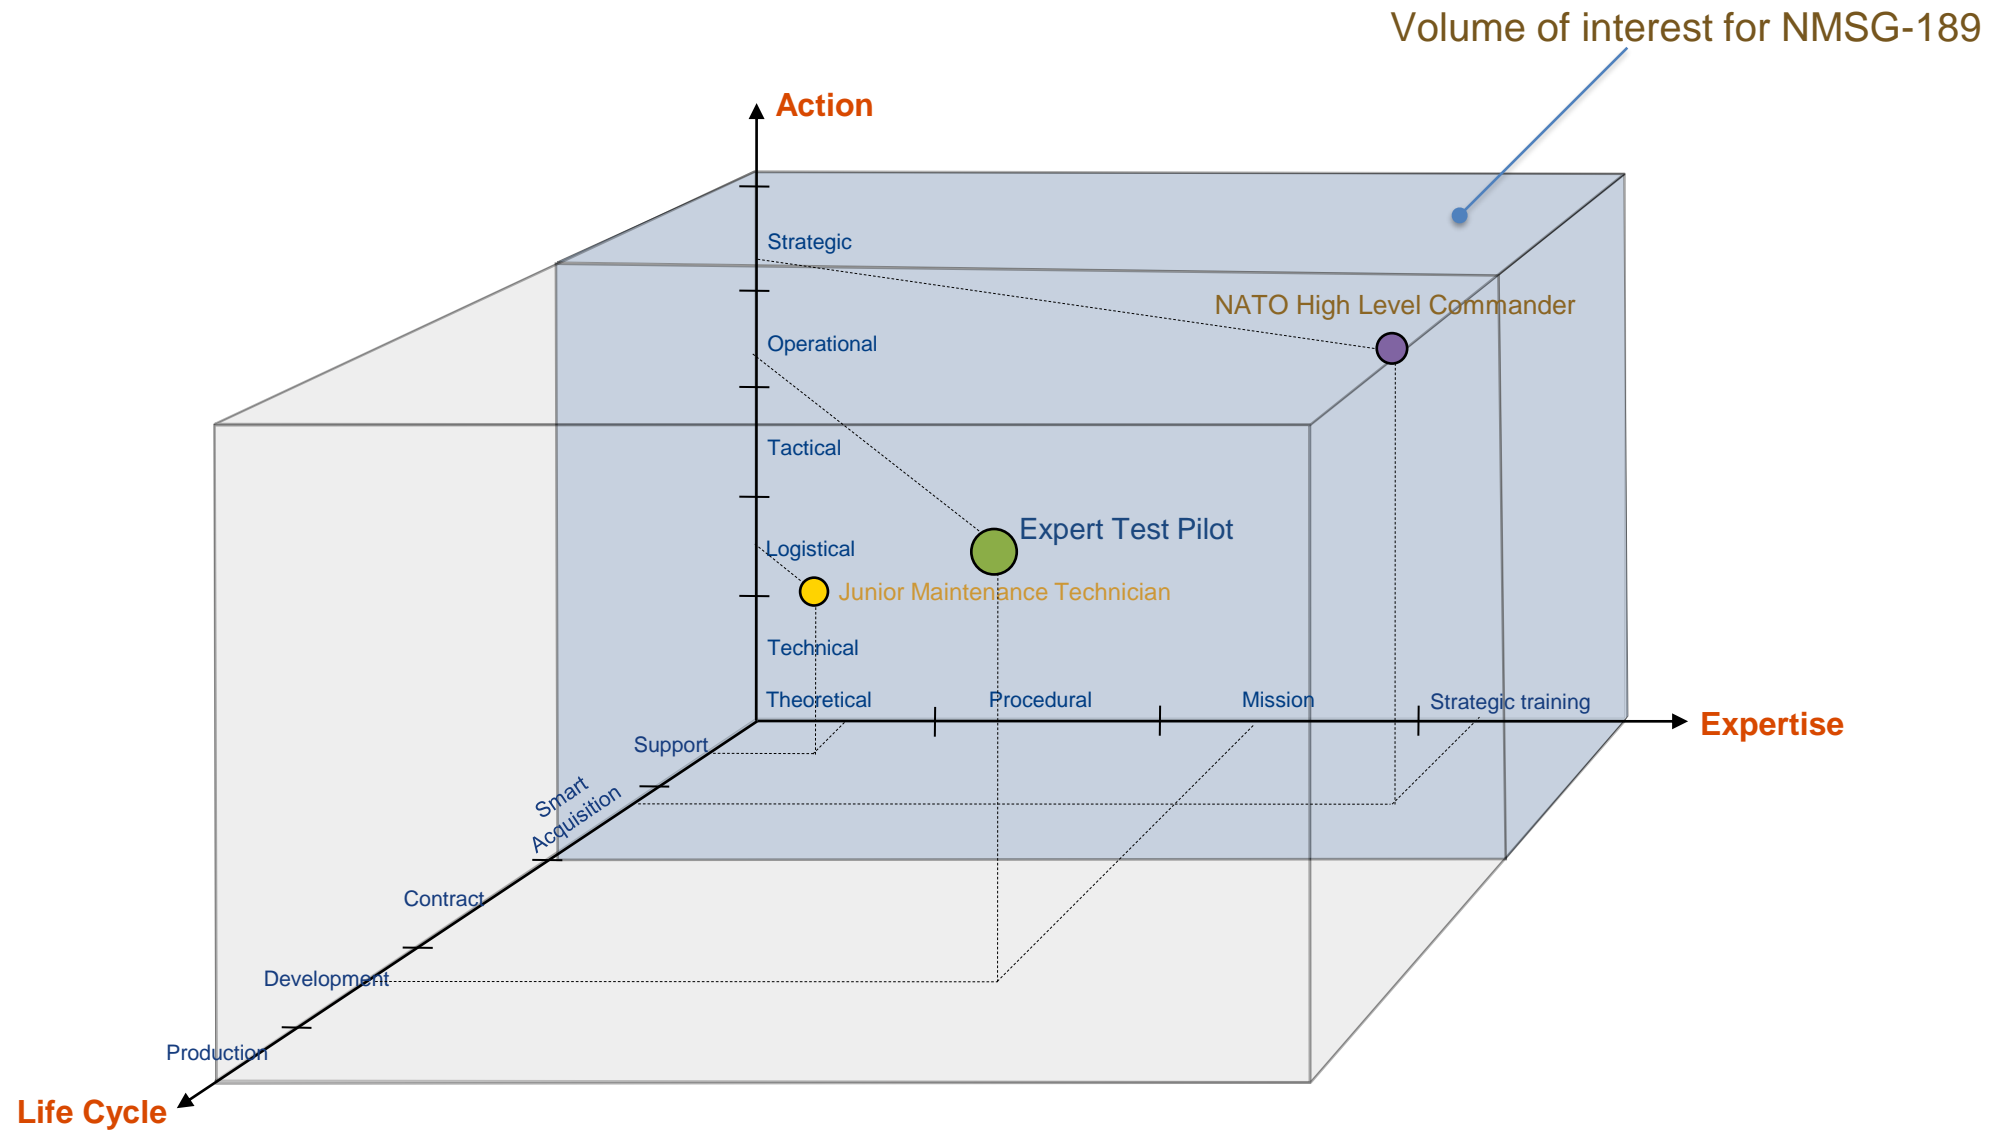 Volume of interest for NMSG-189
Action
Strategic
NATO High Level Commander
Operational
Tactical
Expert Test Pilot
Logistical
Junior Maintenance Technician
Technical
Theoretical
Procedural
Mission
Strategic training
Expertise
Support
Smart
Acquisition
Contract
Development
Production
Life Cycle